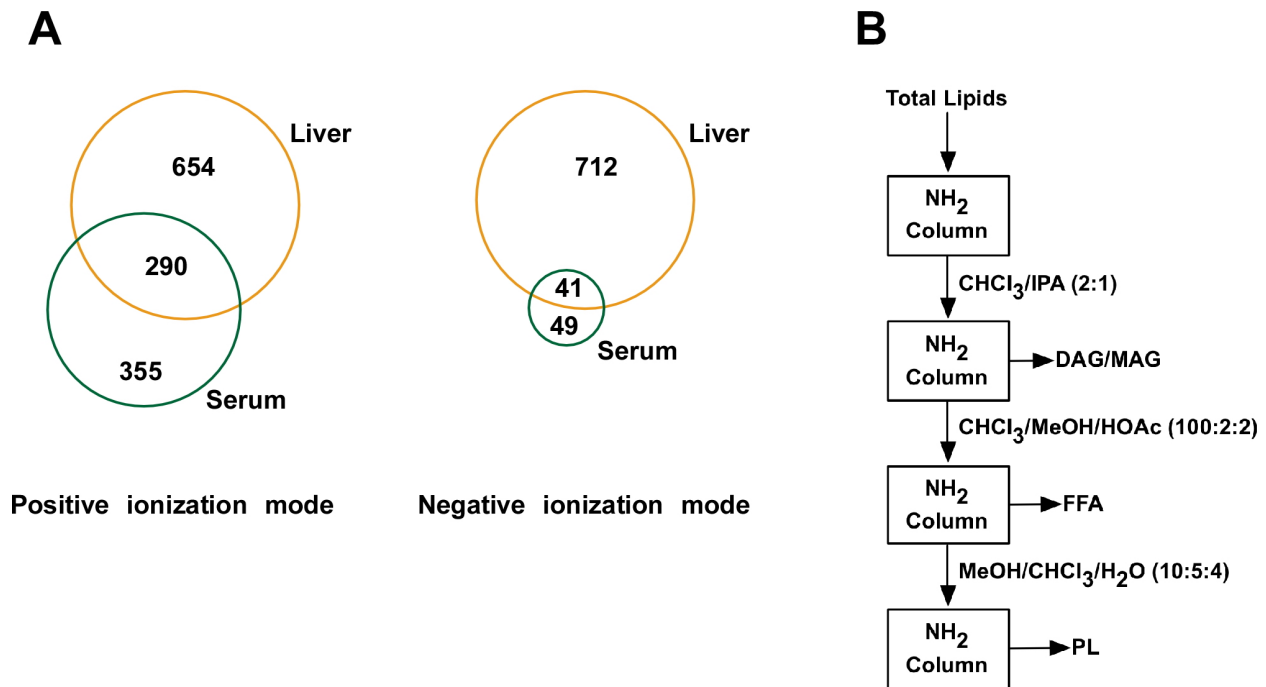 A
Liver
654
290
355
Serum
Positive ionization mode
Liver
712
41
49
Serum
Negative ionization mode
B
Total Lipids
NH2
Column
CHCl3/IPA (2:1)
NH2
Column
DAG/MAG
CHCl3/MeOH/HOAc (100:2:2)
NH2
Column
FFA
MeOH/CHCl3/H2O (10:5:4)
NH2
Column
PL